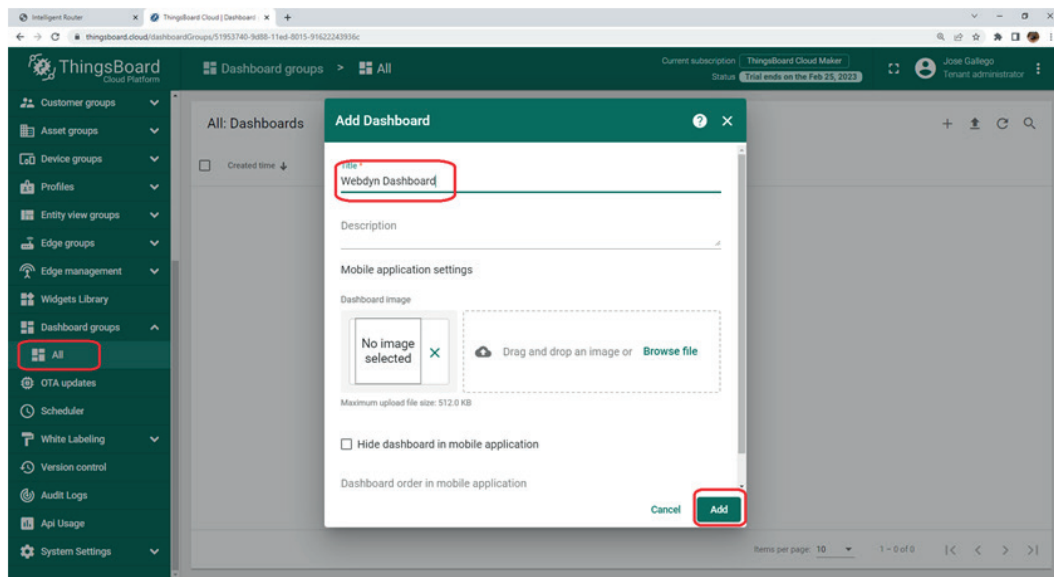 Intelligent Router
ThingsBoard Cloud | Dashboard
thingsboard.cloud/dashboardGroups/51953740-9d88-11ed-8015-91622243936c
ThingsBoard
Cloud Platform
Dashboard groups > All
Current subscription ThingsBoard Cloud Maker
Status Trial ends on the Feb 25, 2023
Jose Gallego
Tenant administrator
Customer groups
Asset groups
Device groups
Profiles
Entity view groups
Edge groups
Edge management
Widgets Library
Dashboard groups
All
OTA updates
Scheduler
White Labeling
Version control
Audit Logs
Api Usage
System Settings
All: Dashboards
Created time
Add Dashboard
Title *
Webdyn Dashboard
Description
Mobile application settings
Dashboard image
No image
selected
Drag and drop an image or Browse file
Maximum upload file size: 512.0 KB
Hide dashboard in mobile application
Dashboard order in mobile application
Cancel Add
Items per page: 10 1 – 0 of 0